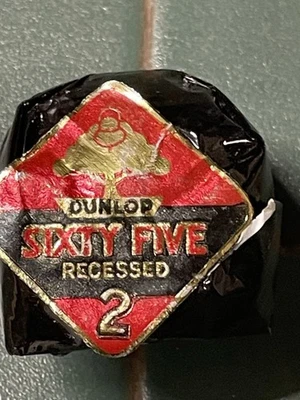 DUNLOP
SIXTY FIVE
RECESSED
2